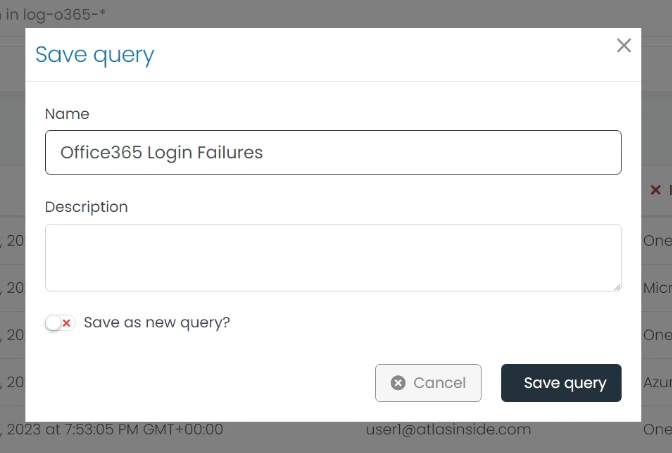 in log-o365-*
Save query
Name
Office365 Login Failures
Description
Save as new query?
Cancel
Save query
, 20
One
, 20
Micr
, 20
One
, 20
Azur
, 2023 at 7:53:05 PM GMT+00:00
user1@atlasinside.com
One